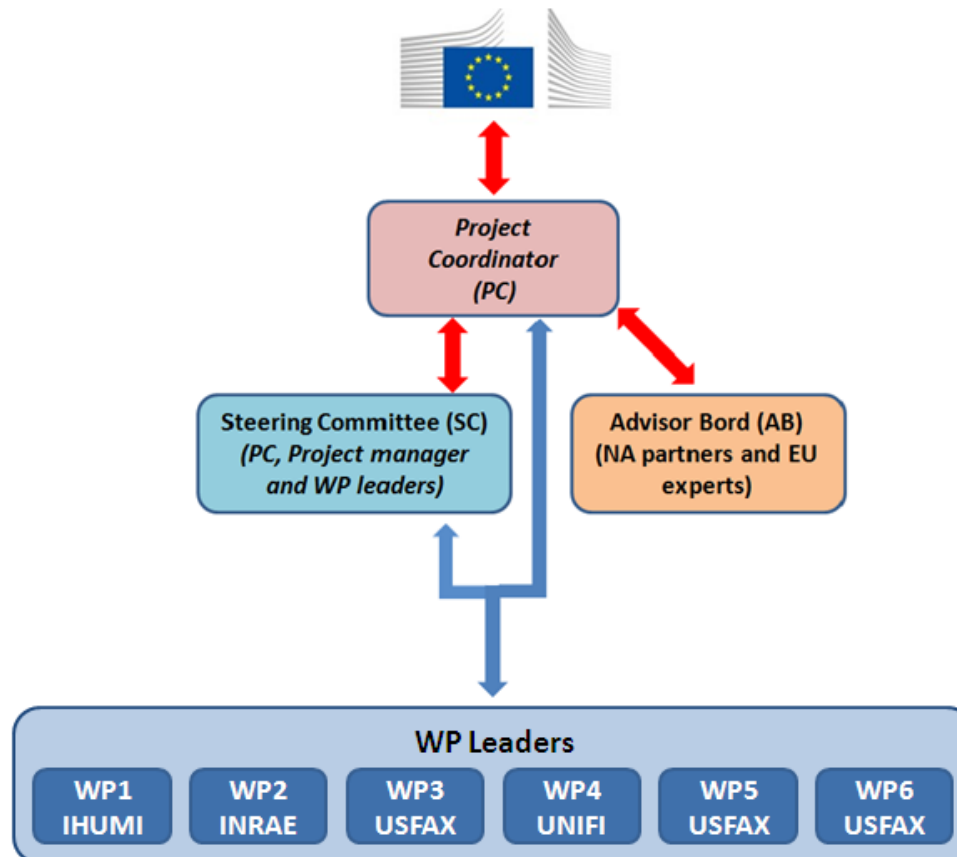 Project
Coordinator
(PC)
Steering Committee (SC)
(PC, Project manager
and WP leaders)
Advisor Bord (AB)
(NA partners and EU
experts)
WP Leaders
WP1
IHUMI
WP2
INRAE
WP3
USFAX
WP4
UNIFI
WP5
USFAX
WP6
USFAX